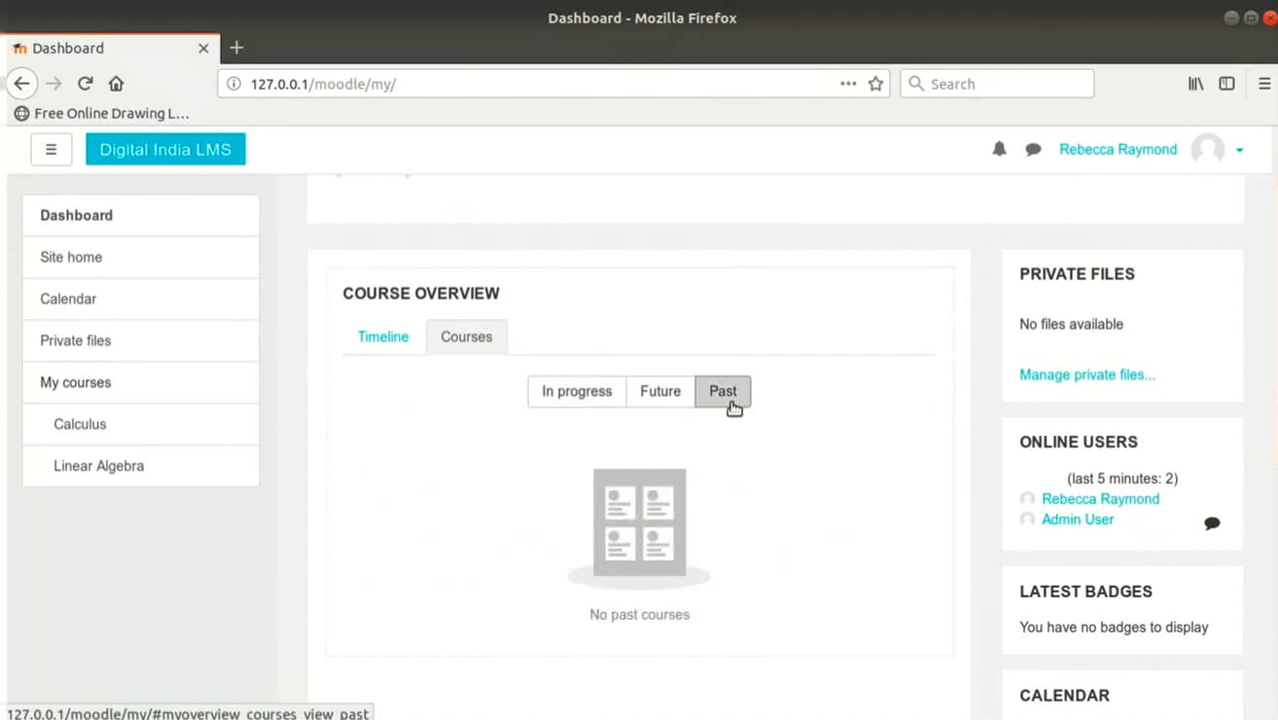 Dashboard - Mozilla Firefox
Dashboard
127.0.0.1/moodle/my/
Search
Free Online Drawing L...
Digital India LMS
Rebecca Raymond
Dashboard
Site home
Calendar
Private files
My courses
Calculus
Linear Algebra
COURSE OVERVIEW
Timeline
Courses
In progress
Future
Past
No past courses
PRIVATE FILES
No files available
Manage private files...
ONLINE USERS
(last 5 minutes: 2)
Rebecca Raymond
Admin User
LATEST BADGES
You have no badges to display
CALENDAR
127.0.0.1/moodle/my/#myoverview_courses_view_past